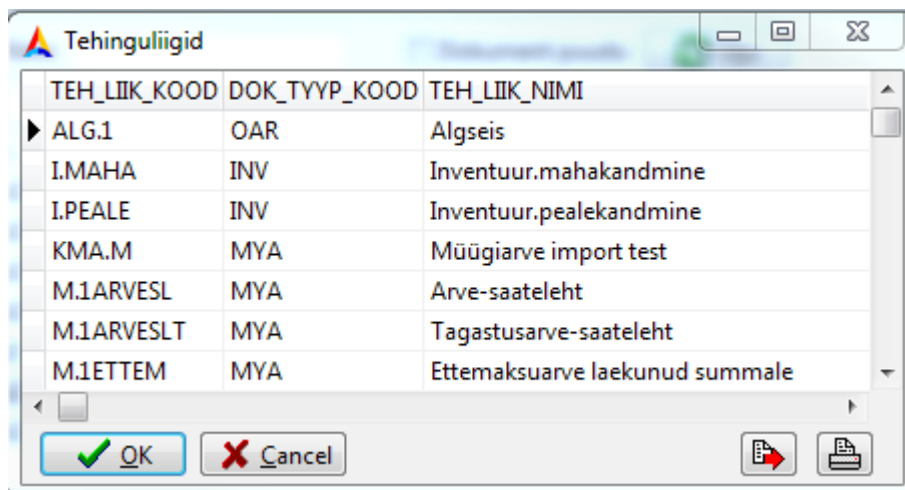 Tehinguliigid
TEH_LIIK_KOOD DOK_TYYP_KOOD TEH_LIIK_NIMI
ALG.1 OAR Algseis
I.MAHA INV Inventuur.mahakandmine
I.PEALE INV Inventuur.pealekandmine
KMA.M MYA Müügiarve import test
M.1ARVESL MYA Arve-saateleht
M.1ARVESLT MYA Tagastusarve-saateleht
M.1ETTEM MYA Ettemaksuarve laekunud summale
OK Cancel